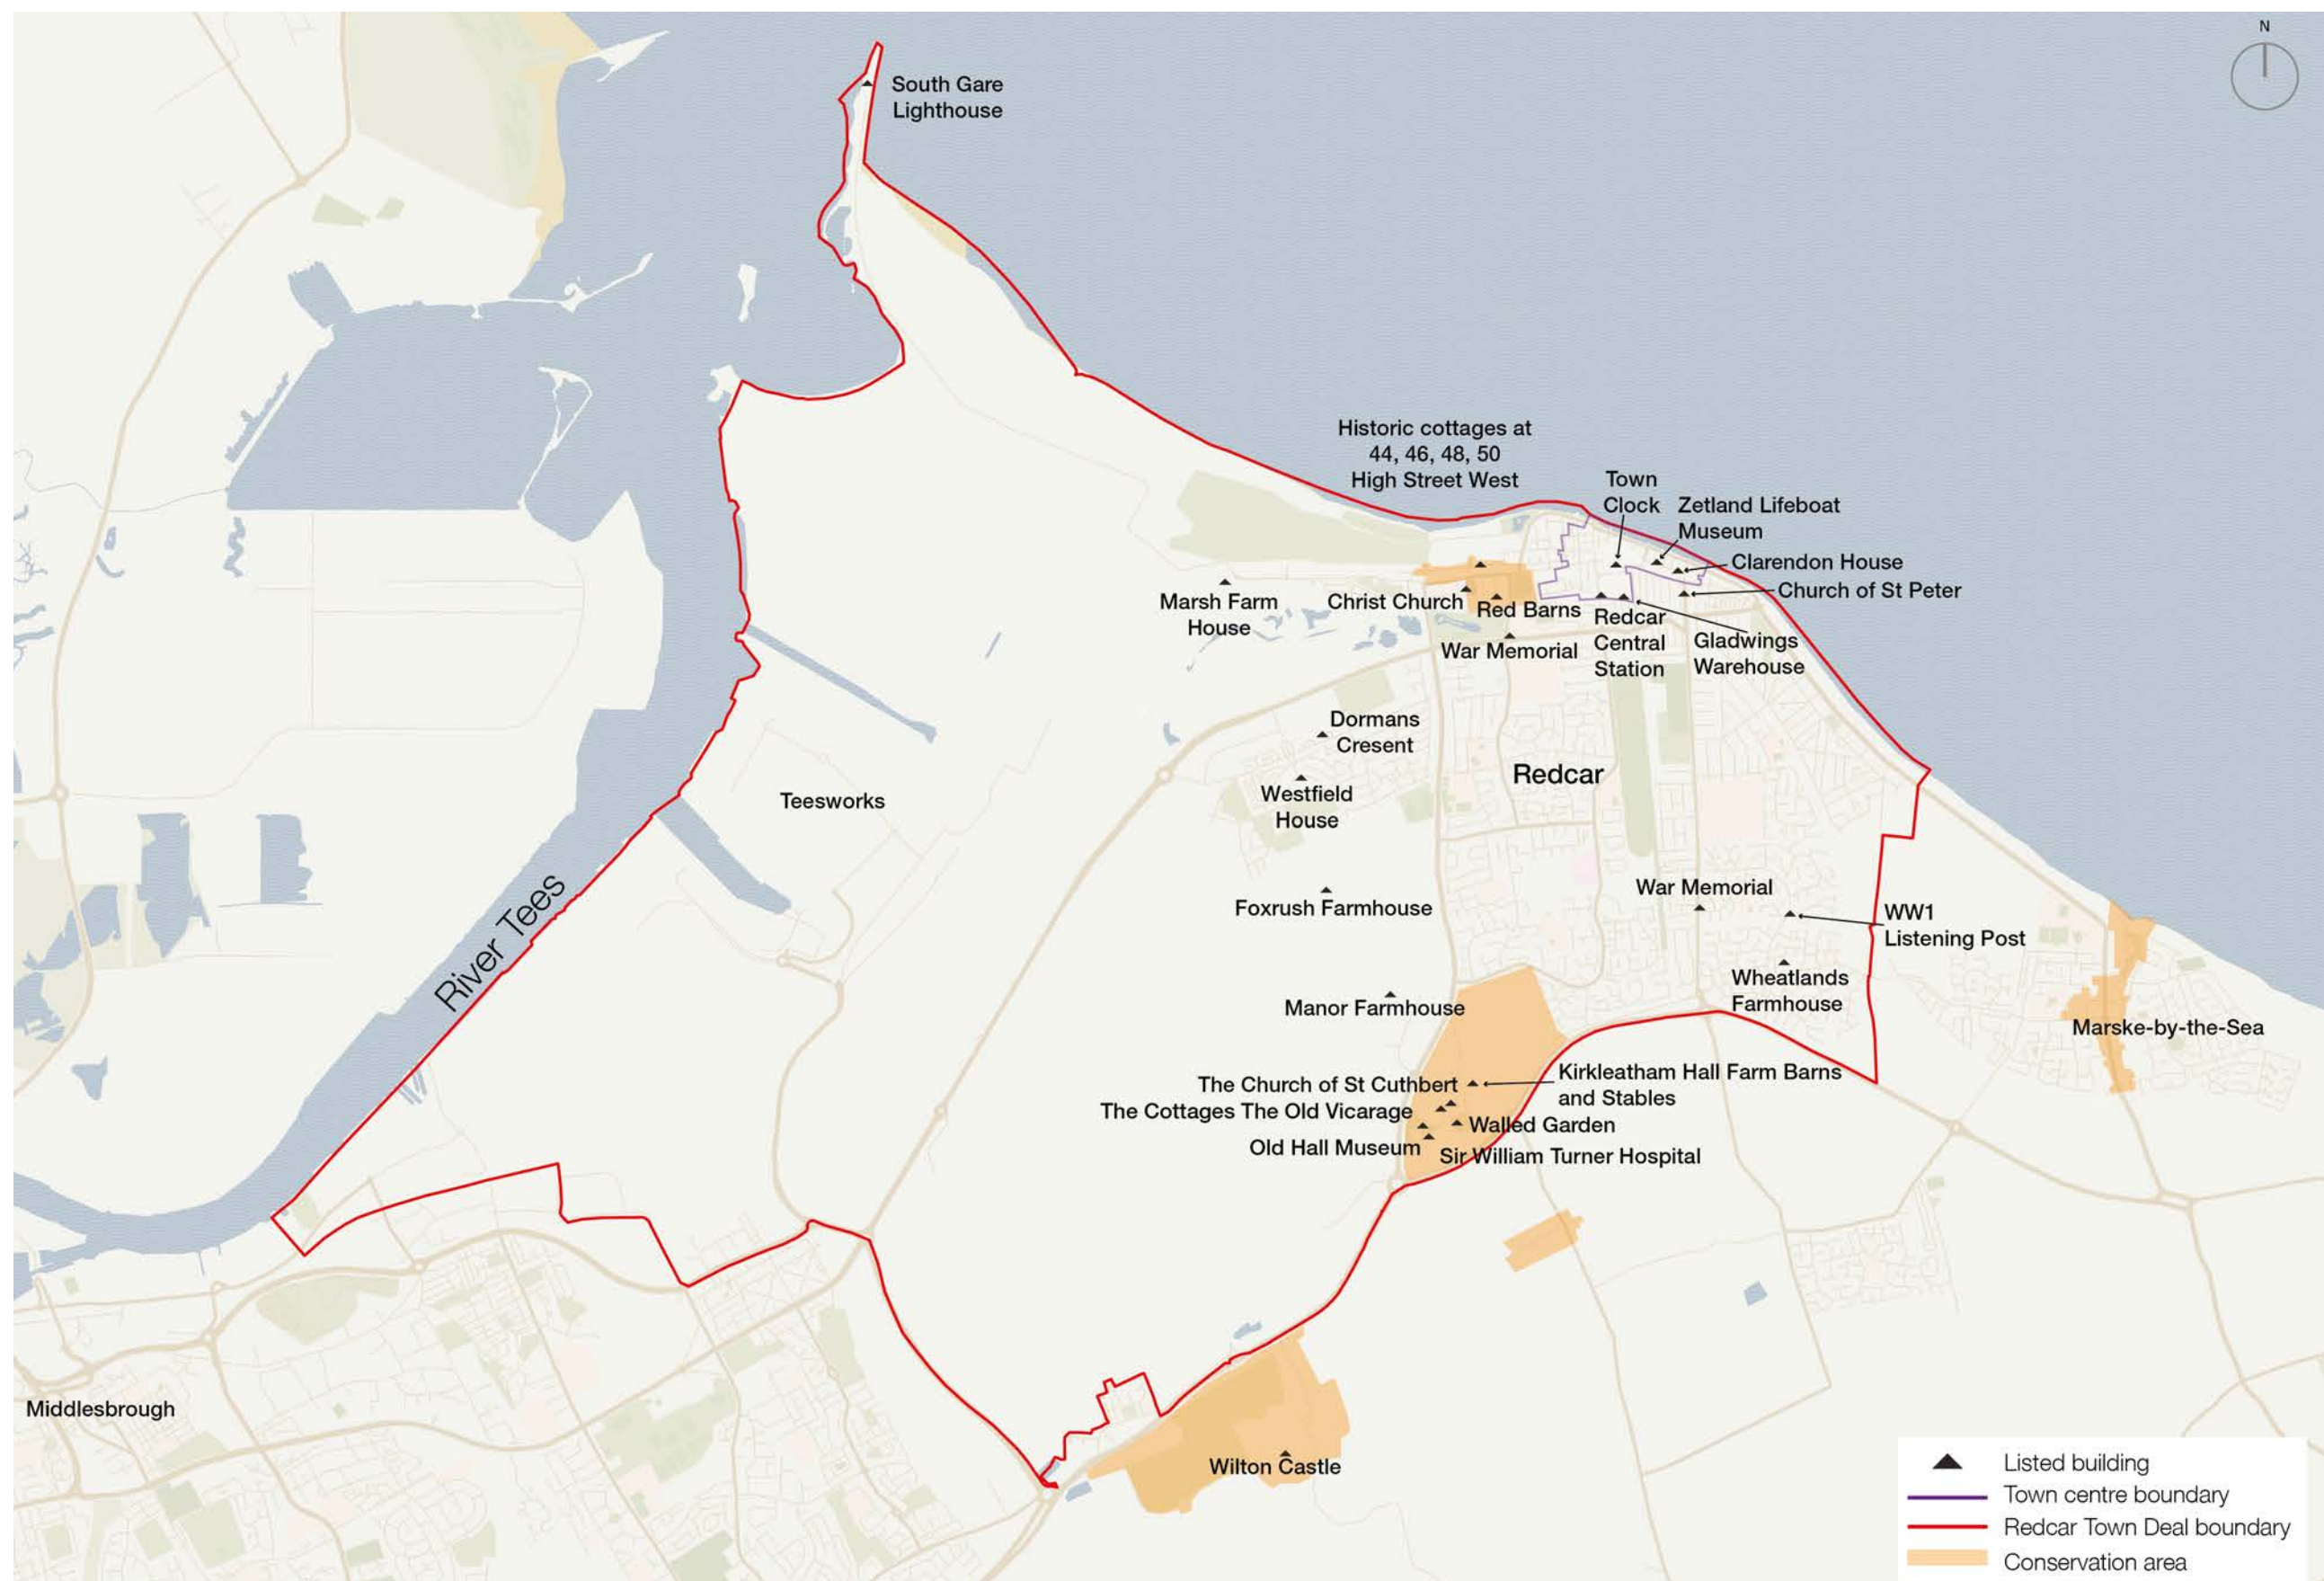 N
South Gare
Lighthouse
Historic cottages at
44, 46, 48, 50
High Street West
Town
Clock
Zetland Lifeboat
Museum
Clarendon House
Church of St Peter
Marsh Farm
House
Christ Church
Red Barns
War Memorial
Redcar
Central
Station
Gladwings
Warehouse
Dormans
Cresent
Westfield
House
Redcar
Teesworks
River Tees
Foxrush Farmhouse
War Memorial
WW1
Listening Post
Wheatlands
Farmhouse
Manor Farmhouse
Marske-by-the-Sea
The Church of St Cuthbert
Kirkleatham Hall Farm Barns
and Stables
The Cottages The Old Vicarage
Walled Garden
Old Hall Museum
Sir William Turner Hospital
Middlesbrough
Wilton Castle
Listed building
Town centre boundary
Redcar Town Deal boundary
Conservation area